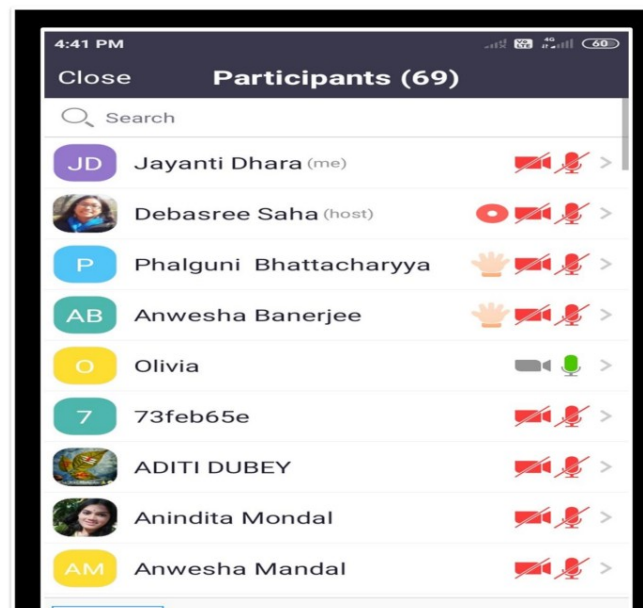 4:41 PM 4G 60
Close Participants (69)
Search
JD Jayanti Dhara (me)
Debasree Saha (host)
P Phalguni Bhattacharyya
AB Anwesha Banerjee
O Olivia
7 73feb65e
ADITI DUBEY
Anindita Mondal
AM Anwesha Mandal